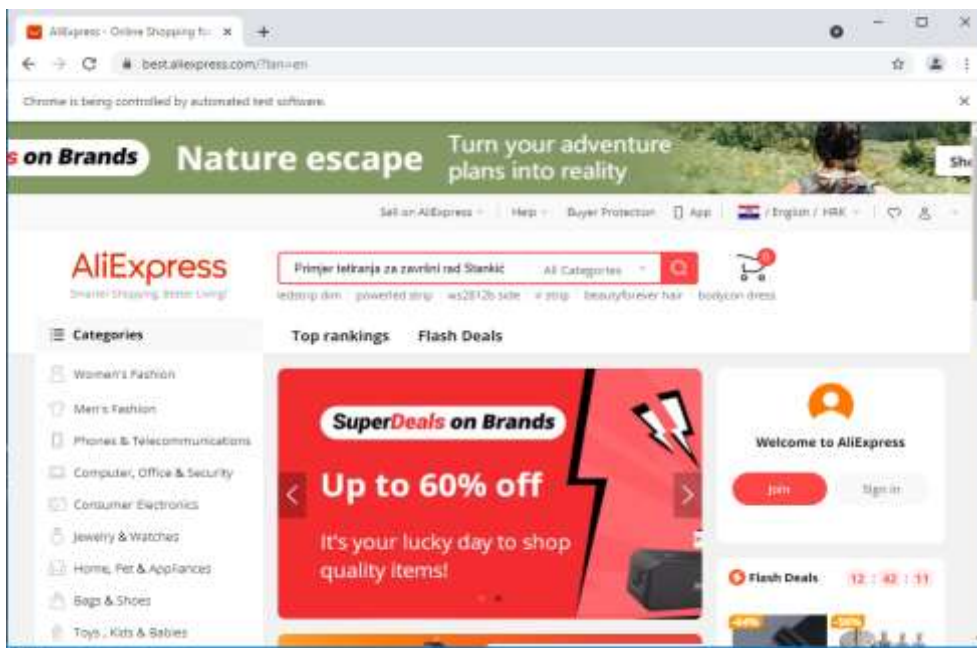 AliExpress - Online Shopping fo
best.aliexpress.com/?lan=en
Chrome is being controlled by automated test software.
s on Brands Nature escape Turn your adventure
plans into reality
Sho
Sell on AliExpress Help Buyer Protection App / English / HRK
AliExpress
Smarter Shopping, Better Living!
Primjer tetiranja za završni rad Stankić All Categories
0
ledstrip dim powerled strip ws2812b side strip beautyforever hair bodycon dress
Categories Top rankings Flash Deals
Women's Fashion
Men's Fashion
Phones & Telecommunications
Computer, Office & Security
Consumer Electronics
Jewelry & Watches
Home, Pet & Appliances
Bags & Shoes
Toys , Kids & Babies
SuperDeals on Brands
Up to 60% off
It's your lucky day to shop
quality items!
Welcome to AliExpress
Join Sign in
Flash Deals 12 : 42 : 11